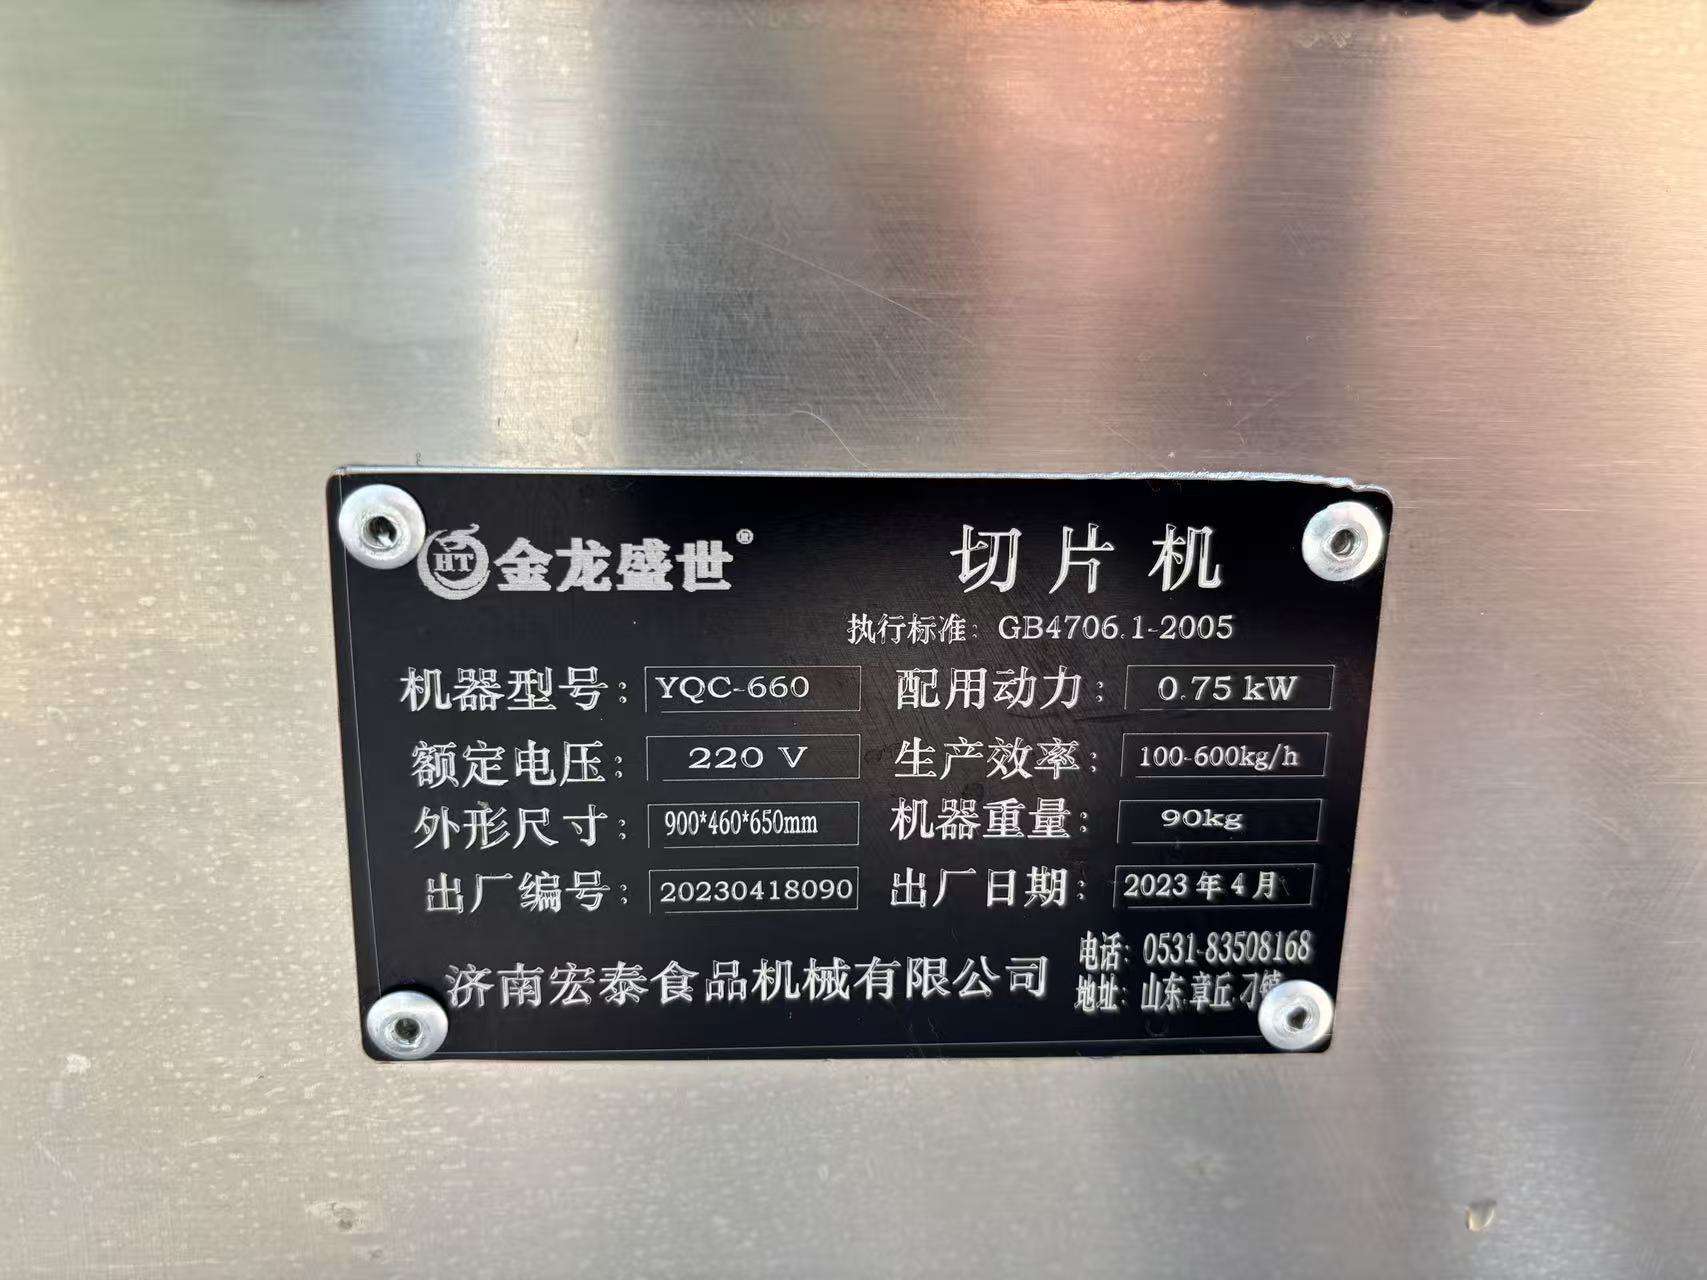 HT 金龙盛世®
切片机
执行标准：GB4706.1-2005
机器型号：YQC-660 配用动力：0.75 kW
额定电压：220 V 生产效率：100-600kg/h
外形尺寸：900*460*650mm 机器重量：90kg
出厂编号：20230418090 出厂日期：2023年4月
济南宏泰食品机械有限公司
电话：0531-83508168
地址：山东.章丘.刁镇